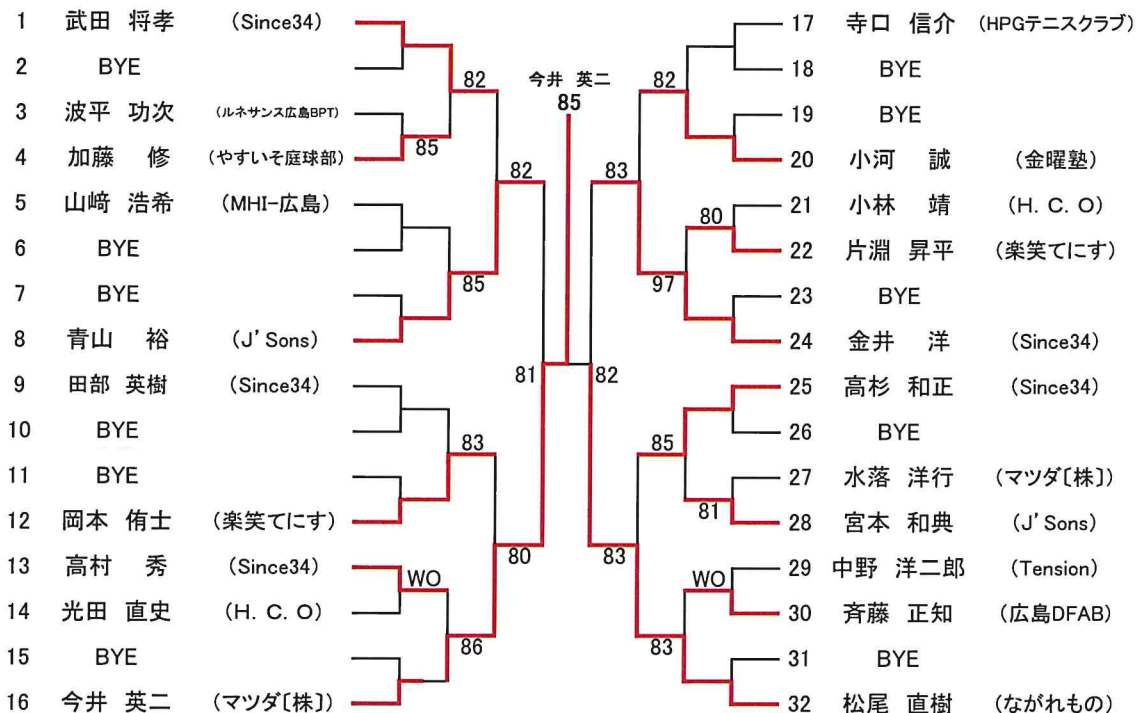 今井 英二
85
1 武田 将孝 (Since34)
2 BYE
82
3 波平 功次 (ルネサンス広島BPT)
85
4 加藤 修 (やすいそ庭球部)
82
5 山﨑 浩希 (MHI-広島)
6 BYE
85
7 BYE
8 青山 裕 (J' Sons)
81
9 田部 英樹 (Since34)
10 BYE
83
11 BYE
12 岡本 侑士 (楽笑てにす)
80
13 高村 秀 (Since34)
WO
14 光田 直史 (H. C. O)
86
15 BYE
16 今井 英二 (マツダ〔株〕)
17 寺口 信介 (HPGテニスクラブ)
18 BYE
82
19 BYE
20 小河 誠 (金曜塾)
83
21 小林 靖 (H. C. O)
80
22 片淵 昇平 (楽笑てにす)
97
23 BYE
24 金井 洋 (Since34)
82
25 高杉 和正 (Since34)
26 BYE
85
27 水落 洋行 (マツダ〔株〕)
81
28 宮本 和典 (J' Sons)
83
29 中野 洋二郎 (Tension)
WO
30 斉藤 正知 (広島DFAB)
83
31 BYE
32 松尾 直樹 (ながれもの)